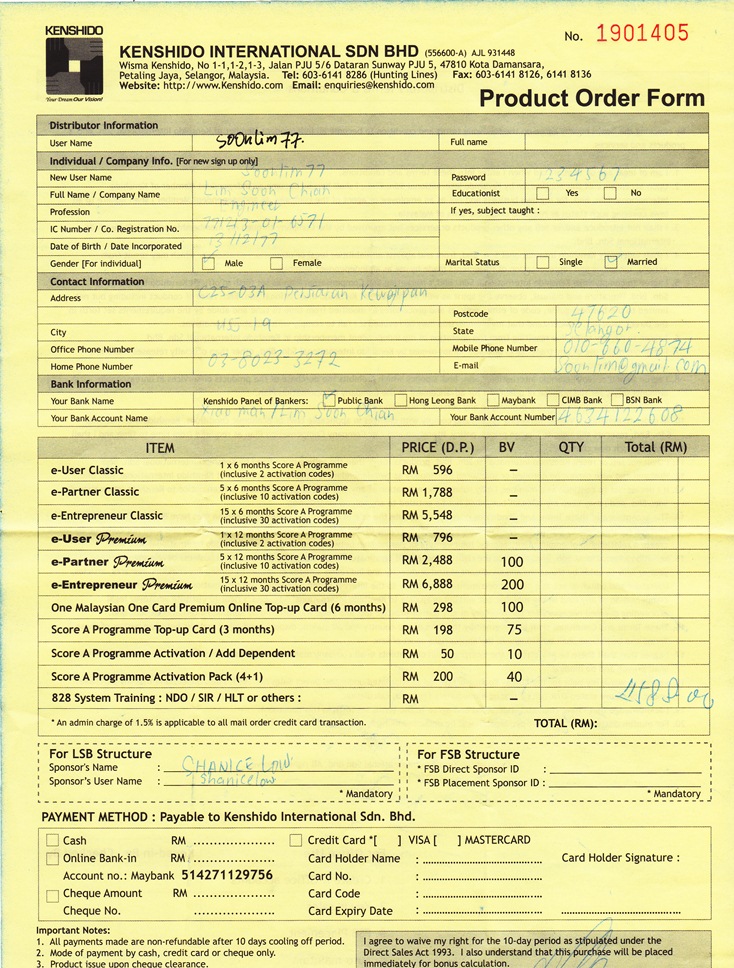 KENSHIDO
Your Dream Our Vision!
No. 1901405
KENSHIDO INTERNATIONAL SDN BHD (556600-A) AJL 931448
Wisma Kenshido, No 1-1,1-2,1-3, Jalan PJU 5/6 Dataran Sunway PJU 5, 47810 Kota Damansara,
Petaling Jaya, Selangor, Malaysia. Tel: 603-6141 8286 (Hunting Lines) Fax: 603-6141 8126, 6141 8136
Website: http://www.Kenshido.com Email: enquiries@kenshido.com
Product Order Form
Distributor Information
User Name Soonlim77. Full name
Individual / Company Info. [For new sign up only]
New User Name Soonlim77 Password 1234567
Full Name / Company Name Lim Soon Chian Educationist Yes No
Profession Engineer If yes, subject taught :
IC Number / Co. Registration No. 771213-01-6571
Date of Birth / Date Incorporated 13/12/77
Gender [For individual] Male Female Marital Status Single Married
Contact Information
Address C25-03A Persiaran Kewajipan
Postcode 47620
City USJ 19 State Selangor.
Office Phone Number Mobile Phone Number 010-860-4874
Home Phone Number 03-8023-3272 E-mail Soonlim@gmail.com
Bank Information
Your Bank Name Kenshido Panel of Bankers: Public Bank Hong Leong Bank Maybank CIMB Bank BSN Bank
Your Bank Account Name Lim Soon Chian Your Bank Account Number 4634122608
ITEM PRICE (D.P.) BV QTY Total (RM)
e-User Classic 1 x 6 months Score A Programme (inclusive 2 activation codes) RM 596 –
e-Partner Classic 5 x 6 months Score A Programme (inclusive 10 activation codes) RM 1,788 –
e-Entrepreneur Classic 15 x 6 months Score A Programme (inclusive 30 activation codes) RM 5,548 –
e-User Premium 1 x 12 months Score A Programme (inclusive 2 activation codes) RM 796 –
e-Partner Premium 5 x 12 months Score A Programme (inclusive 10 activation codes) RM 2,488 100
e-Entrepreneur Premium 15 x 12 months Score A Programme (inclusive 30 activation codes) RM 6,888 200
One Malaysian One Card Premium Online Top-up Card (6 months) RM 298 100
Score A Programme Top-up Card (3 months) RM 198 75
Score A Programme Activation / Add Dependent RM 50 10
Score A Programme Activation Pack (4+1) RM 200 40
828 System Training : NDO / SIR / HLT or others : RM –
* An admin charge of 1.5% is applicable to all mail order credit card transaction. TOTAL (RM):
For LSB Structure
Sponsor's Name : CHANICE LOW
Sponsor's User Name : shanicelow
* Mandatory
For FSB Structure
* FSB Direct Sponsor ID :
* FSB Placement Sponsor ID :
* Mandatory
PAYMENT METHOD : Payable to Kenshido International Sdn. Bhd.
Cash RM .................... Credit Card *[ ] VISA [ ] MASTERCARD
Online Bank-in RM .................... Card Holder Name : .................... Card Holder Signature :
Account no.: Maybank 514271129756 Card No. : ....................
Cheque Amount RM .................... Card Code : ....................
Cheque No. .................... Card Expiry Date : ....................
Important Notes:
1. All payments made are non-refundable after 10 days cooling off period.
2. Mode of payment by cash, credit card or cheque only.
3. Product issue upon cheque clearance.
I agree to waive my right for the 10-day period as stipulated under the
Direct Sales Act 1993. I also understand that this purchase will be placed
immediately for bonus calculation.